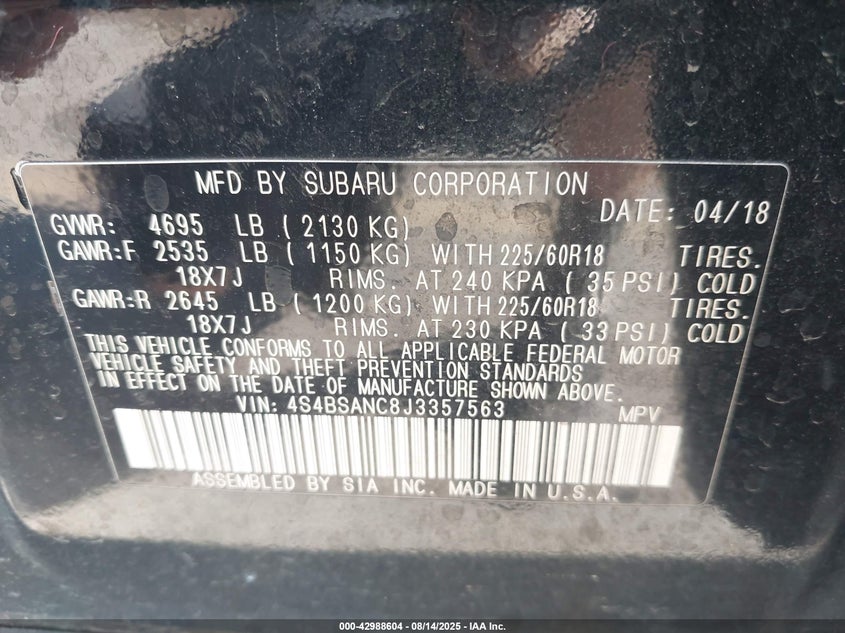 MFD BY SUBARU CORPORATION
DATE: 04/18
GVWR: 4695 LB ( 2130 KG)
GAWR:F 2535 LB ( 1150 KG) WITH 225/60R18 TIRES.
18X7J RIMS. AT 240 KPA ( 35 PSI) COLD
GAWR:R 2645 LB ( 1200 KG) WITH 225/60R18 TIRES.
18X7J RIMS. AT 230 KPA ( 33 PSI) COLD
THIS VEHICLE CONFORMS TO ALL APPLICABLE FEDERAL MOTOR
VEHICLE SAFETY AND THEFT PREVENTION STANDARDS
IN EFFECT ON THE DATE OF MANUFACTURE SHOWN ABOVE.
VIN: 4S4BSANC8J3357563 MPV
ASSEMBLED BY SIA INC. MADE IN U.S.A.
000-42988604 - 08/14/2025 - IAA Inc.